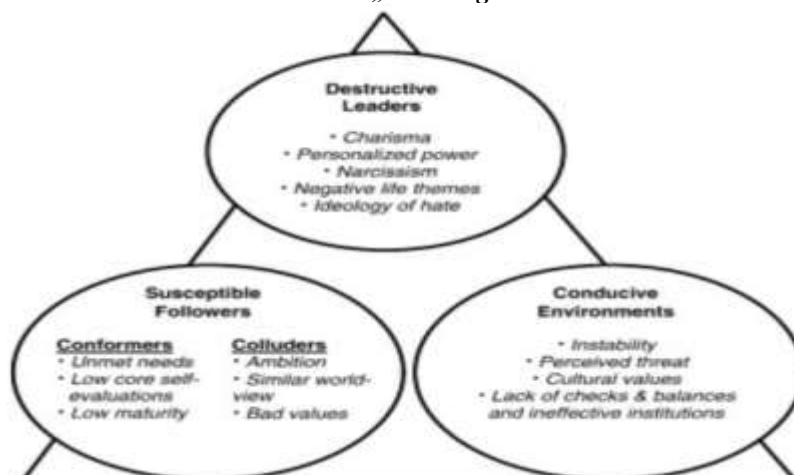 Destructive
Leaders
• Charisma
• Personalized power
• Narcissism
• Negative life themes
• Ideology of hate
Susceptible
Followers
Conformers
• Unmet needs
• Low core self-
evaluations
• Low maturity
Colluders
• Ambition
• Similar world-
view
• Bad values
Conducive
Environments
• Instability
• Perceived threat
• Cultural values
• Lack of checks & balances
and ineffective institutions